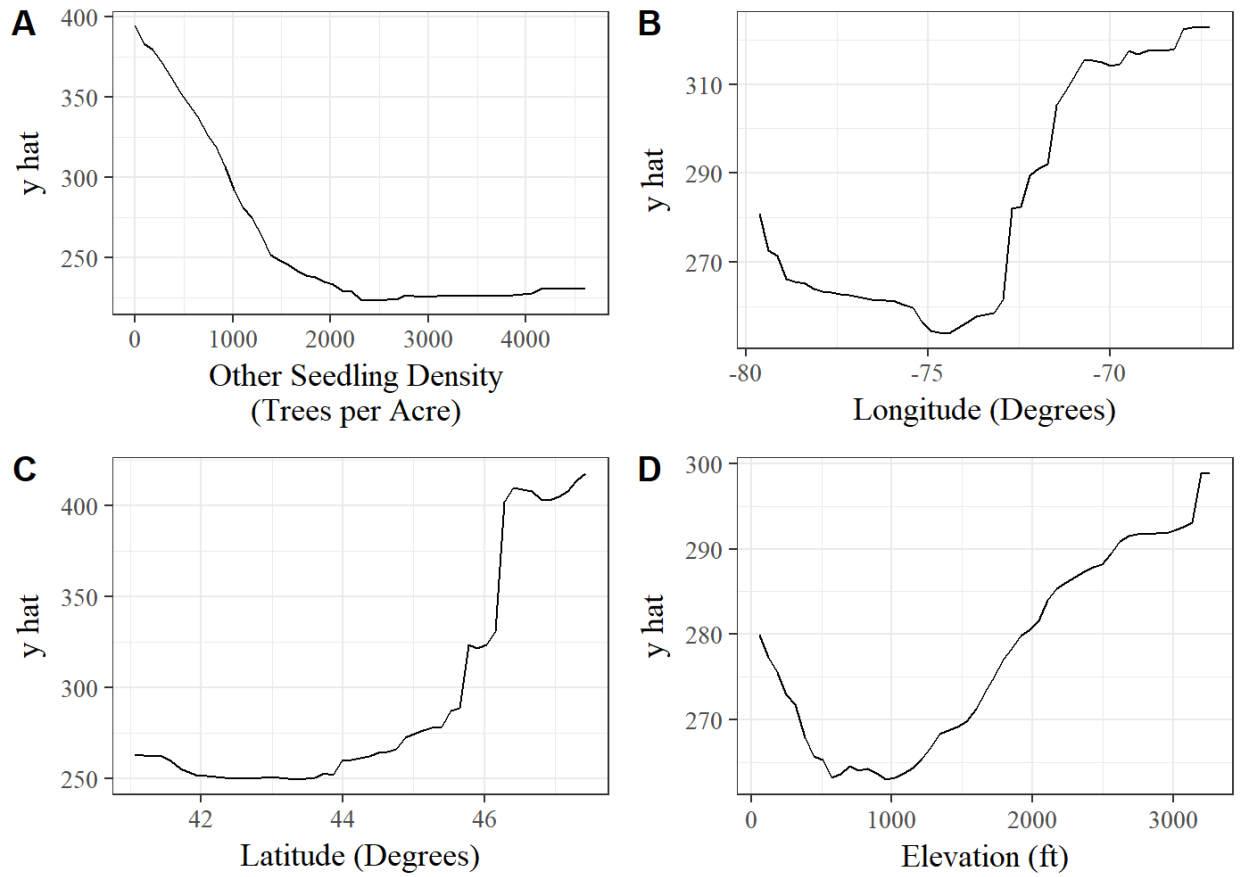 A
y hat
400
350
300
250
0 1000 2000 3000 4000
Other Seedling Density
(Trees per Acre)
B
y hat
310
290
270
-80 -75 -70
Longitude (Degrees)
C
y hat
400
350
300
250
42 44 46
Latitude (Degrees)
D
y hat
300
290
280
270
0 1000 2000 3000
Elevation (ft)